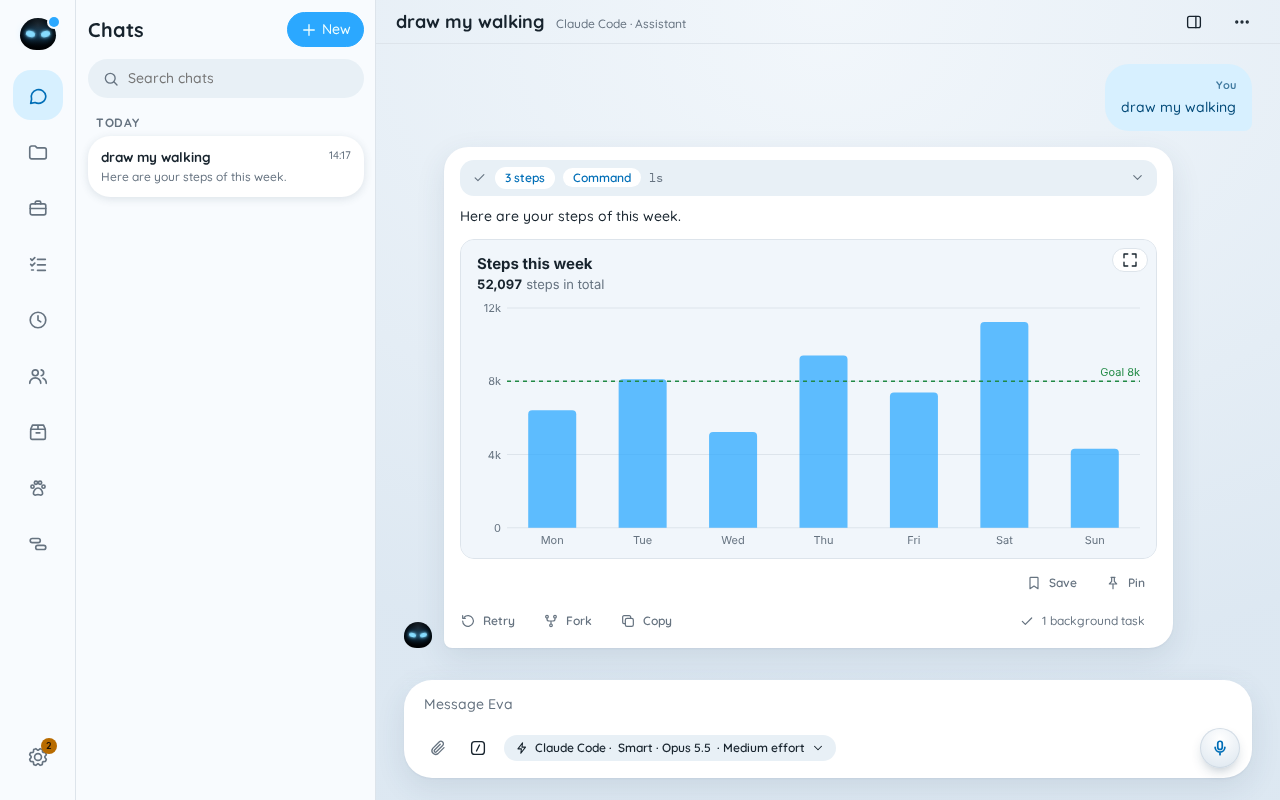 Chats
New
Search chats
TODAY
draw my walking
14:17
Here are your steps of this week.
2
draw my walking
Claude Code · Assistant
You
draw my walking
3 steps
Command
1s
Here are your steps of this week.
Steps this week
52,097 steps in total
12k
8k
4k
0
Goal 8k
Mon Tue Wed Thu Fri Sat Sun
Save
Pin
Retry
Fork
Copy
1 background task
Message Eva
Claude Code · Smart · Opus 5.5 · Medium effort